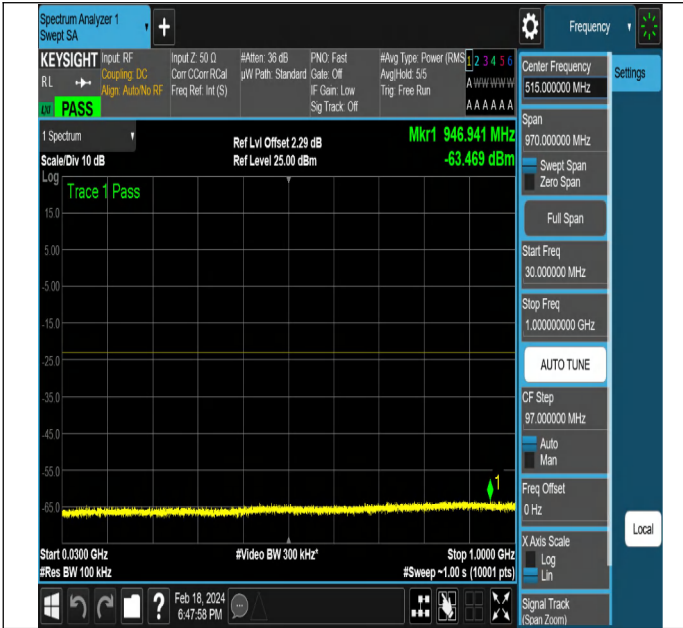 Spectrum Analyzer 1
Swept SA
Frequency
KEYSIGHT
RL
LXI
PASS
Input: RF
Coupling: DC
Align: Auto/No RF
Input Z: 50 Ω
Corr CCorr RCal
Freq Ref: Int (S)
#Atten: 36 dB
µW Path: Standard
PNO: Fast
Gate: Off
IF Gain: Low
Sig Track: Off
#Avg Type: Power (RMS
Avg|Hold: 5/5
Trig: Free Run
1 2 3 4 5 6
A W W W W W
A A A A A A
1 Spectrum
Scale/Div 10 dB
Ref Lvl Offset 2.29 dB
Ref Level 25.00 dBm
Mkr1 946.941 MHz
-63.469 dBm
Log
Trace 1 Pass
15.0
5.00
-5.00
-15.0
-25.0
-35.0
-45.0
-55.0
-65.0
1
Start 0.0300 GHz
#Res BW 100 kHz
#Video BW 300 kHz*
Stop 1.0000 GHz
#Sweep ~1.00 s (10001 pts)
Feb 18, 2024
6:47:58 PM
Center Frequency
515.000000 MHz
Settings
Span
970.000000 MHz
Swept Span
Zero Span
Full Span
Start Freq
30.000000 MHz
Stop Freq
1.000000000 GHz
AUTO TUNE
CF Step
97.000000 MHz
Auto
Man
Freq Offset
0 Hz
Local
X Axis Scale
Log
Lin
Signal Track
(Span Zoom)